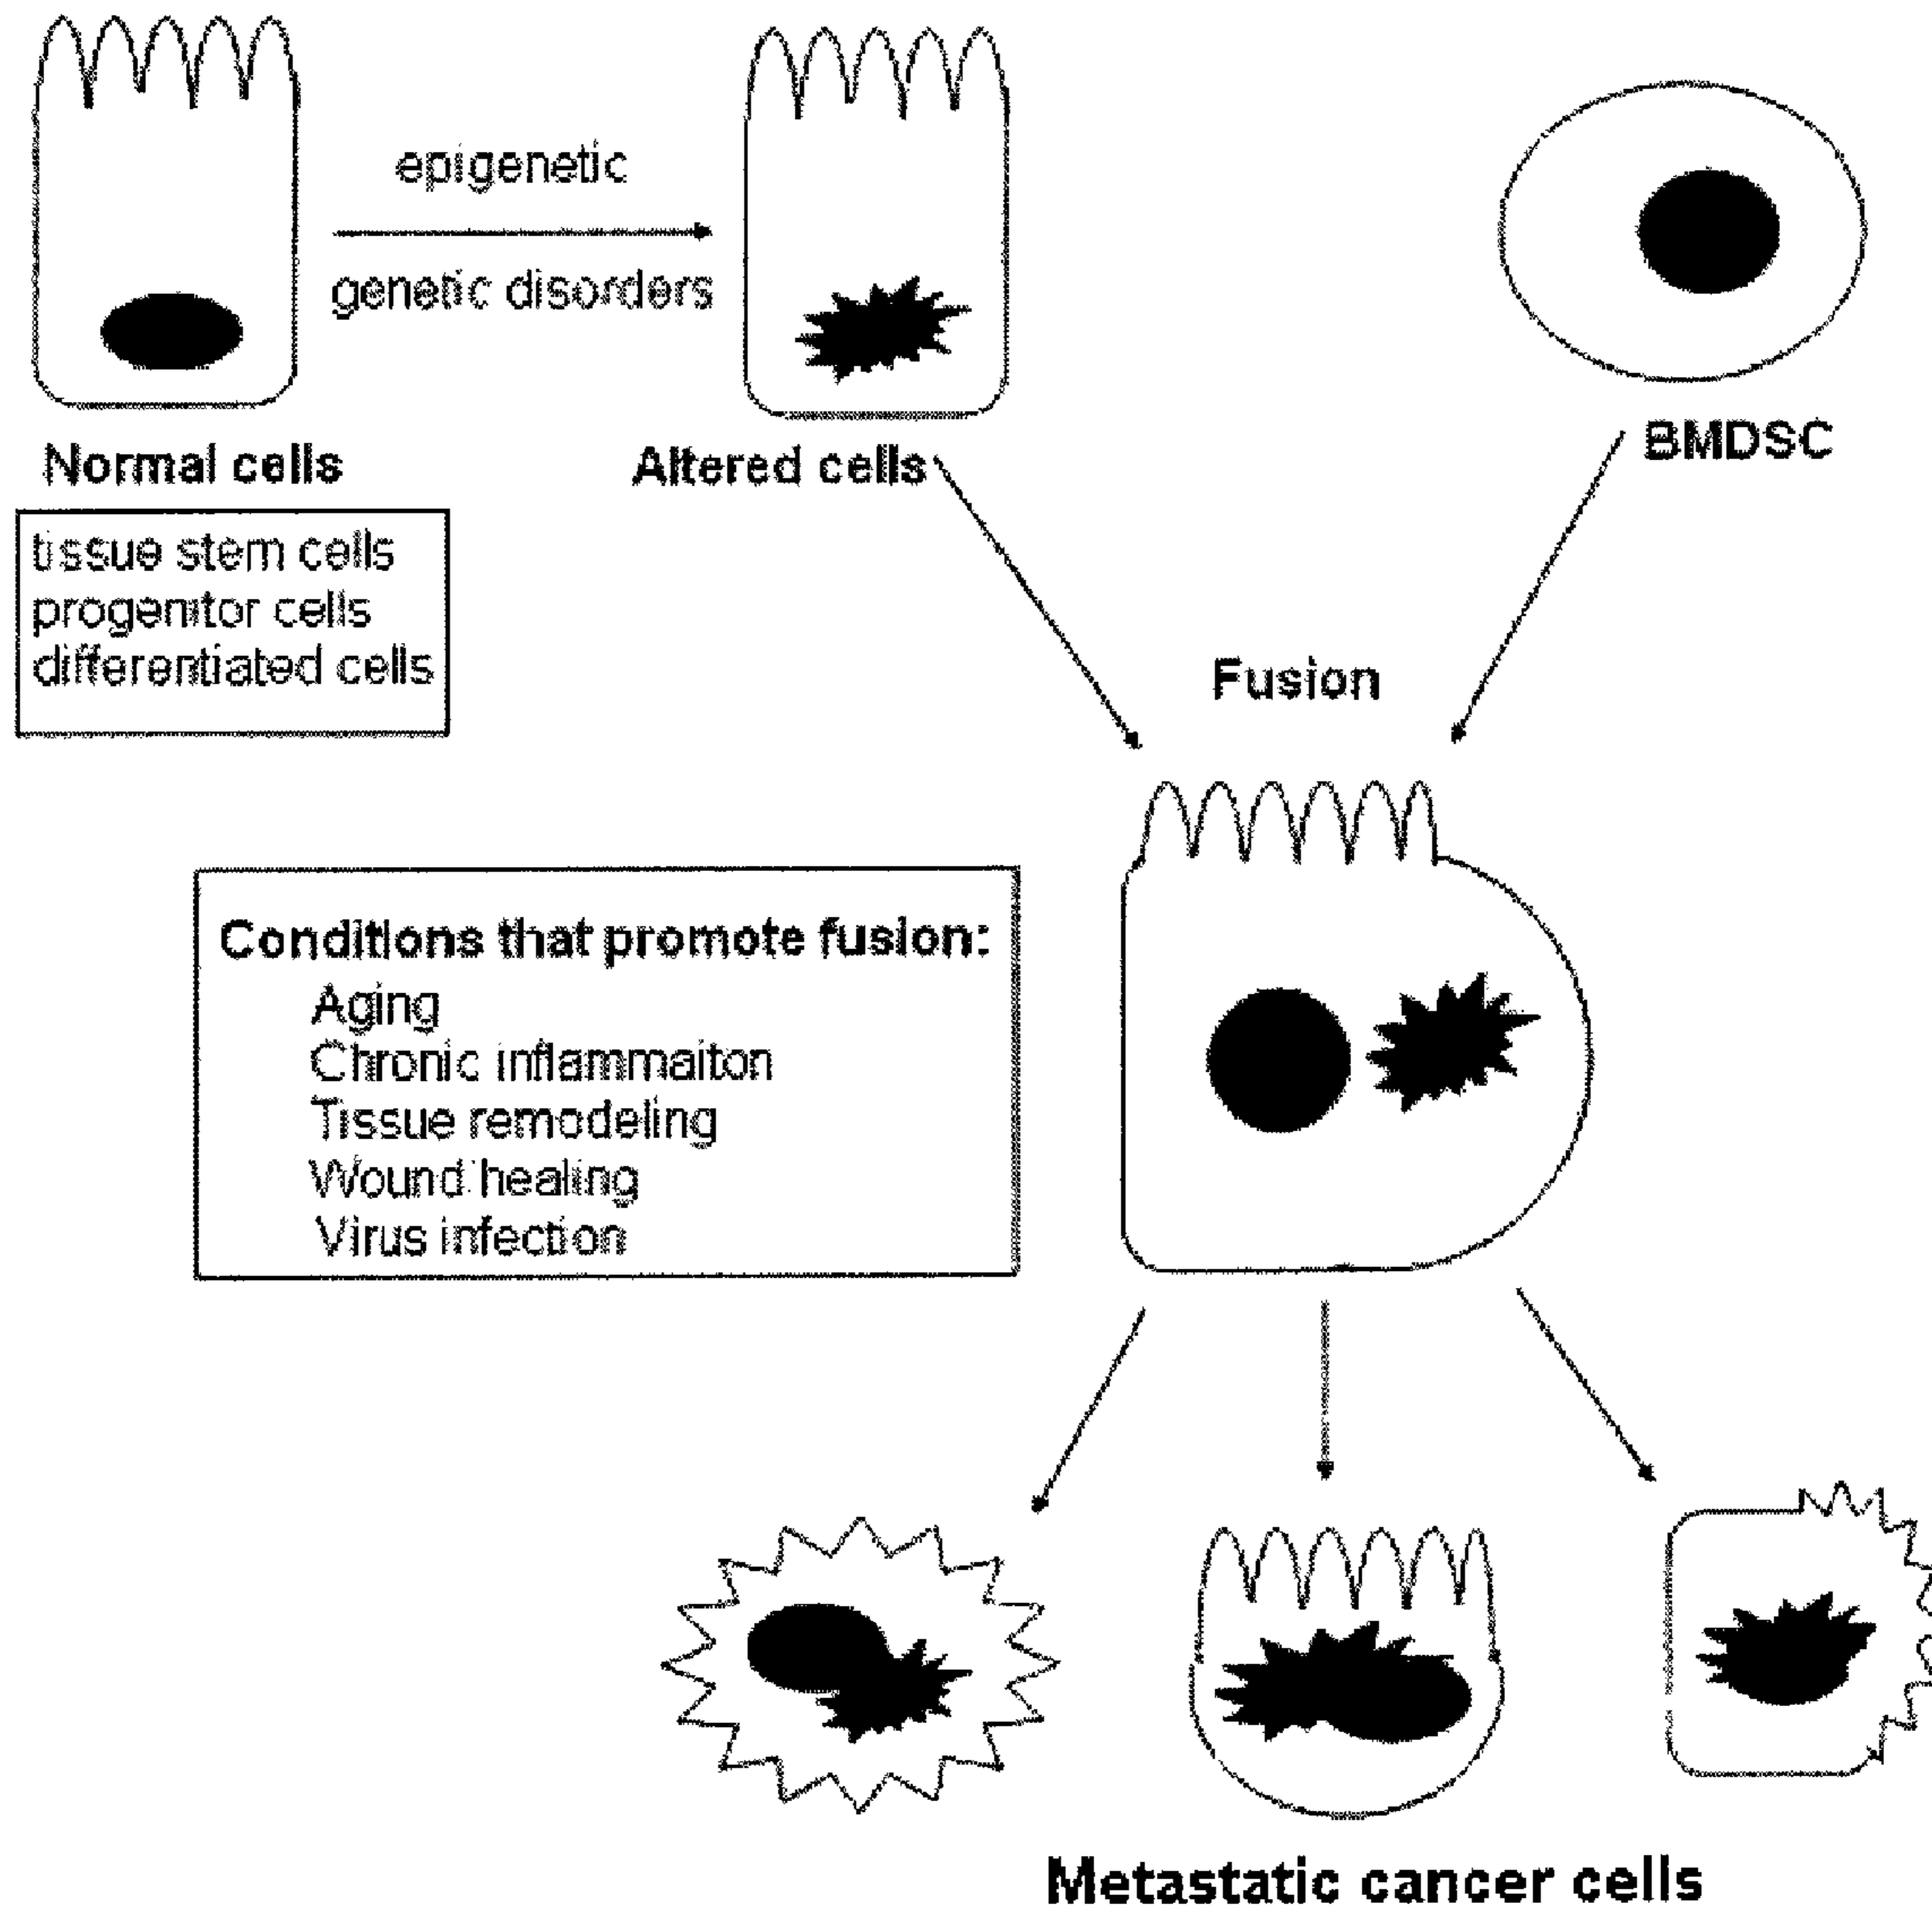 epigenetic
genetic disorders
Normal cells
Altered cells
BMDSC
tissue stem cells
progenitor cells
differentiated cells
Fusion
Conditions that promote fusion:
Aging
Chronic inflammaiton
Tissue remodeling
Wound healing
Virus infection
Metastatic cancer cells